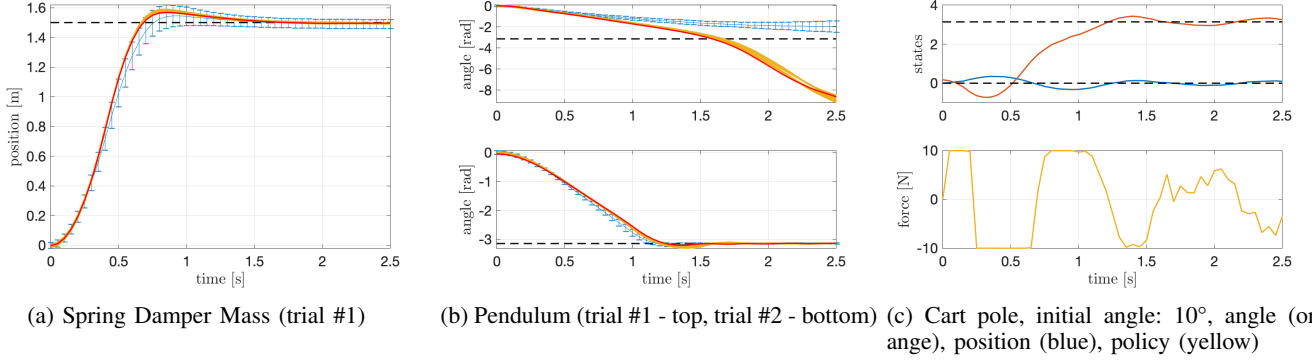 1.6
1.4
1.2
1
0.8
0.6
0.4
0.2
0
position [m]
0 0.5 1 1.5 2 2.5
time [s]
(a) Spring Damper Mass (trial #1)
0
-2
-4
-6
-8
angle [rad]
0 0.5 1 1.5 2 2.5
0
-1
-2
-3
angle [rad]
0 0.5 1 1.5 2 2.5
time [s]
(b) Pendulum (trial #1 - top, trial #2 - bottom)
4
2
0
states
0 0.5 1 1.5 2 2.5
10
0
-10
force [N]
0 0.5 1 1.5 2 2.5
time [s]
(c) Cart pole, initial angle: 10°, angle (or
ange), position (blue), policy (yellow)